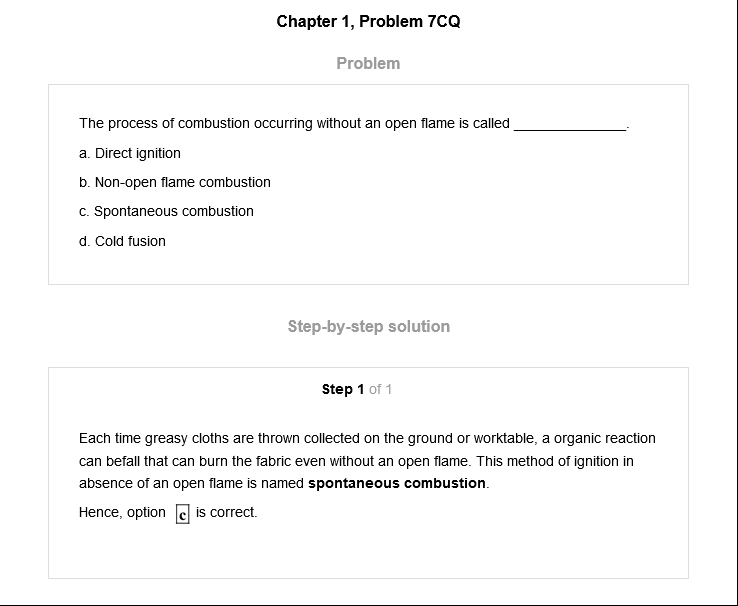 Chapter 1, Problem 7CQ
Problem
The process of combustion occurring without an open flame is called _______________.
a. Direct ignition
b. Non-open flame combustion
c. Spontaneous combustion
d. Cold fusion
Step-by-step solution
Step 1 of 1
Each time greasy cloths are thrown collected on the ground or worktable, a organic reaction
can befall that can burn the fabric even without an open flame. This method of ignition in
absence of an open flame is named spontaneous combustion.
Hence, option c is correct.